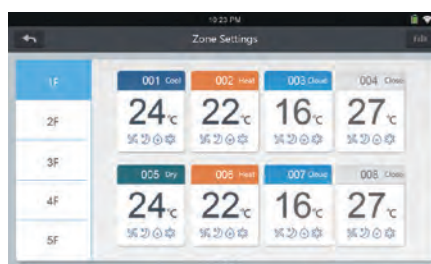 10:23 PM
Zone Settings
Edit
1F
2F
3F
4F
5F
001 Cool
002 Heat
003 Cloud
004 Close
24°C
22°C
16°C
27°C
005 Dry
006 Heat
007 Cloud
008 Close
24°C
22°C
16°C
27°C